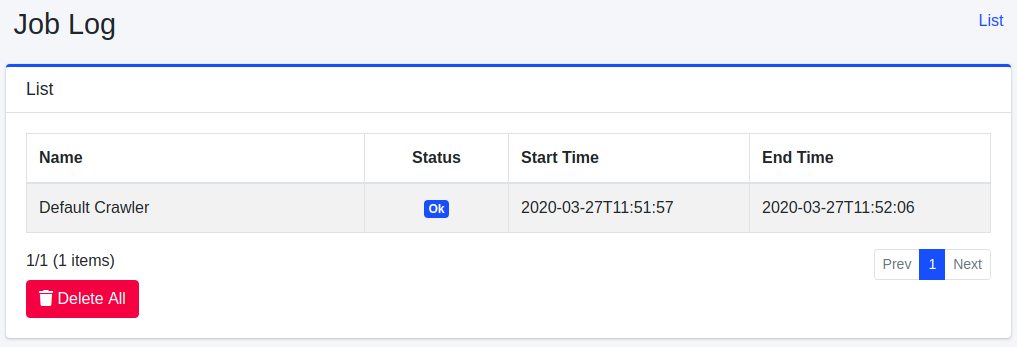 Job Log
List
List
Name Status Start Time End Time
Default Crawler Ok 2020-03-27T11:51:57 2020-03-27T11:52:06
1/1 (1 items)
Prev 1 Next
Delete All